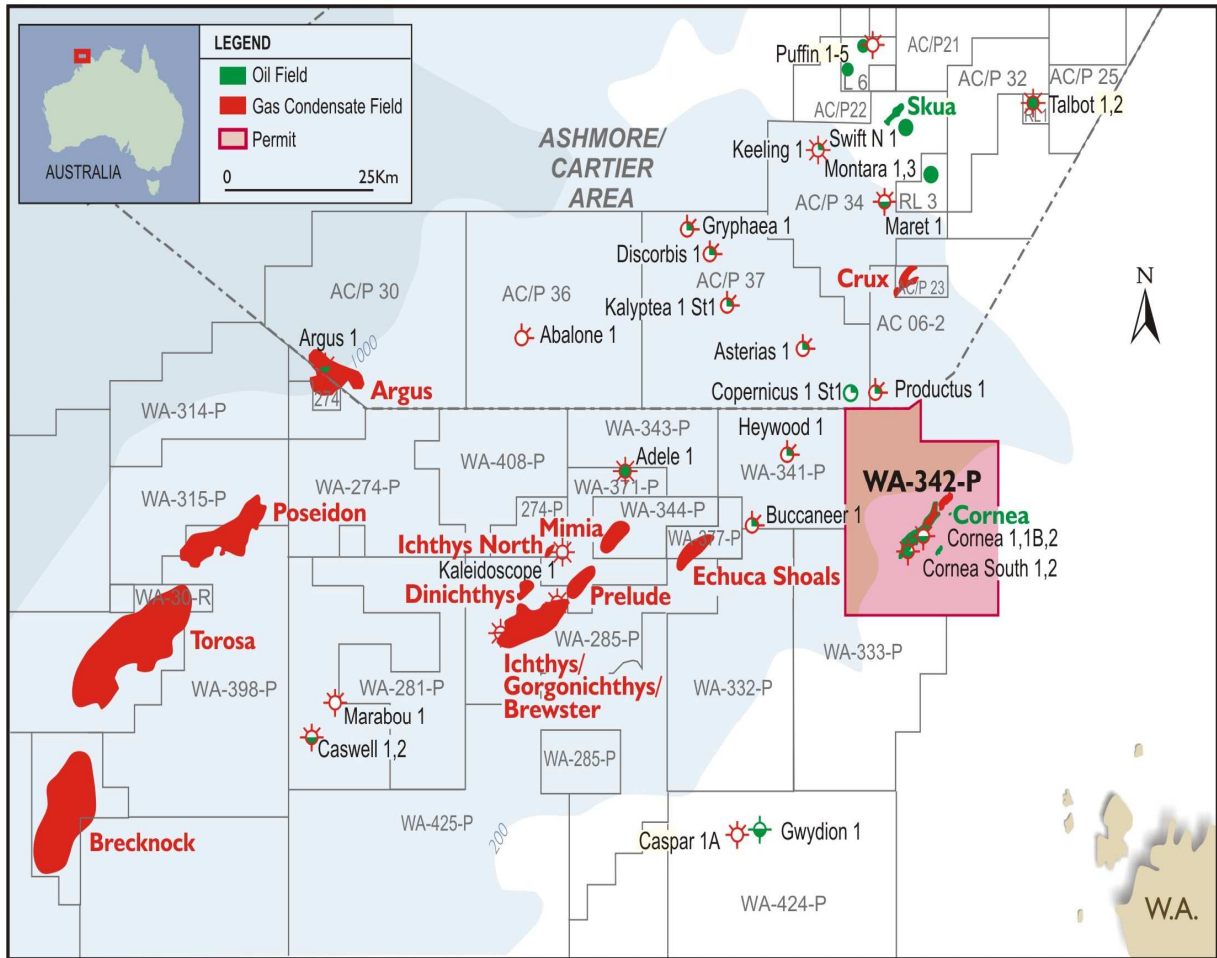 LEGEND
Oil Field
Gas Condensate Field
Permit
0 25Km
AUSTRALIA
Puffin 1-5
L 6
AC/P21
AC/P 32
AC/P 25
AC/P22
Skua
Talbot 1,2
RL1
ASHMORE/
CARTIER
AREA
Keeling 1
Swift N 1
Montara 1,3
AC/P 34
RL 3
Maret 1
N
Gryphaea 1
Discorbis 1
AC/P 30
AC/P 36
AC/P 37
Crux
AC/P 23
Kalyptea 1 St1
AC 06-2
Argus 1
1000
Abalone 1
Asterias 1
Argus
274
Copernicus 1 St1
Productus 1
WA-314-P
WA-343-P
Heywood 1
WA-408-P
Adele 1
WA-341-P
WA-342-P
WA-315-P
WA-274-P
WA-371-P
274-P
WA-344-P
Poseidon
Mimia
Buccaneer 1
Cornea
Ichthys North
WA-377-P
Cornea 1,1B,2
Kaleidoscope 1
Echuca Shoals
Cornea South 1,2
WA-30-R
Dinichthys
Prelude
Torosa
WA-285-P
WA-333-P
Ichthys/
Gorgonichthys/
Brewster
WA-398-P
WA-281-P
WA-332-P
Marabou 1
Caswell 1,2
WA-285-P
WA-425-P
200
Caspar 1A
Gwydion 1
Brecknock
WA-424-P
W.A.